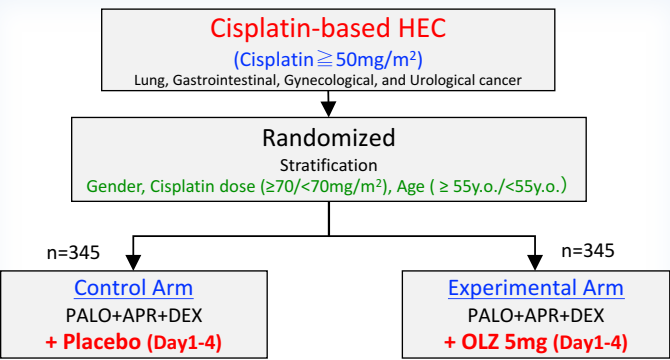 Cisplatin-based HEC
(Cisplatin≧50mg/m²)
Lung, Gastrointestinal, Gynecological, and Urological cancer
Randomized
Stratification
Gender, Cisplatin dose (≥70/<70mg/m²), Age ( ≥ 55y.o./<55y.o.)
n=345
n=345
Control Arm
PALO+APR+DEX
+ Placebo (Day1-4)
Experimental Arm
PALO+APR+DEX
+ OLZ 5mg (Day1-4)